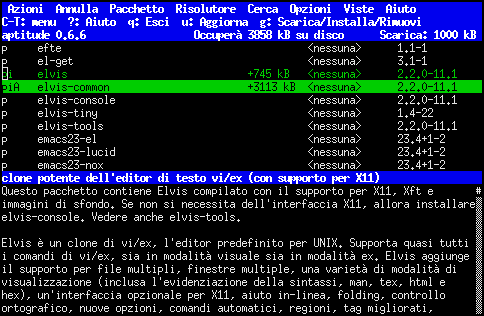 Azioni Annulla Pacchetto Risolutore Cerca Opzioni Viste Aiuto
C-T: menu ?: Aiuto q: Esci u: Aggiorna g: Scarica/Installa/Rimuovi
aptitude 0.6.6 Occuperà 3858 kB su disco Scarica: 1000 kB
p efte <nessuna> 1.1-1
p el-get <nessuna> 3.1-1
pi elvis +745 kB <nessuna> 2.2.0-11.1
piA elvis-common +3113 kB <nessuna> 2.2.0-11.1
p elvis-console <nessuna> 2.2.0-11.1
p elvis-tiny <nessuna> 1.4-22
p elvis-tools <nessuna> 2.2.0-11.1
p emacs23-el <nessuna> 23.4+1-2
p emacs23-lucid <nessuna> 23.4+1-2
p emacs23-nox <nessuna> 23.4+1-2
clone potente dell'editor di testo vi/ex (con supporto per X11)
Questo pacchetto contiene Elvis compilato con il supporto per X11, Xft e #
immagini di sfondo. Se non si necessita dell'interfaccia X11, allora installare
elvis-console. Vedere anche elvis-tools.
Elvis è un clone di vi/ex, l'editor predefinito per UNIX. Supporta quasi tutti
i comandi di vi/ex, sia in modalità visuale sia in modalità ex. Elvis aggiunge
il supporto per file multipli, finestre multiple, una varietà di modalità di
visualizzazione (inclusa l'evidenziazione della sintassi, man, tex, html e
hex), un'interfaccia opzionale per X11, aiuto in-linea, folding, controllo
ortografico, nuove opzioni, comandi automatici, regioni, tag migliorati,